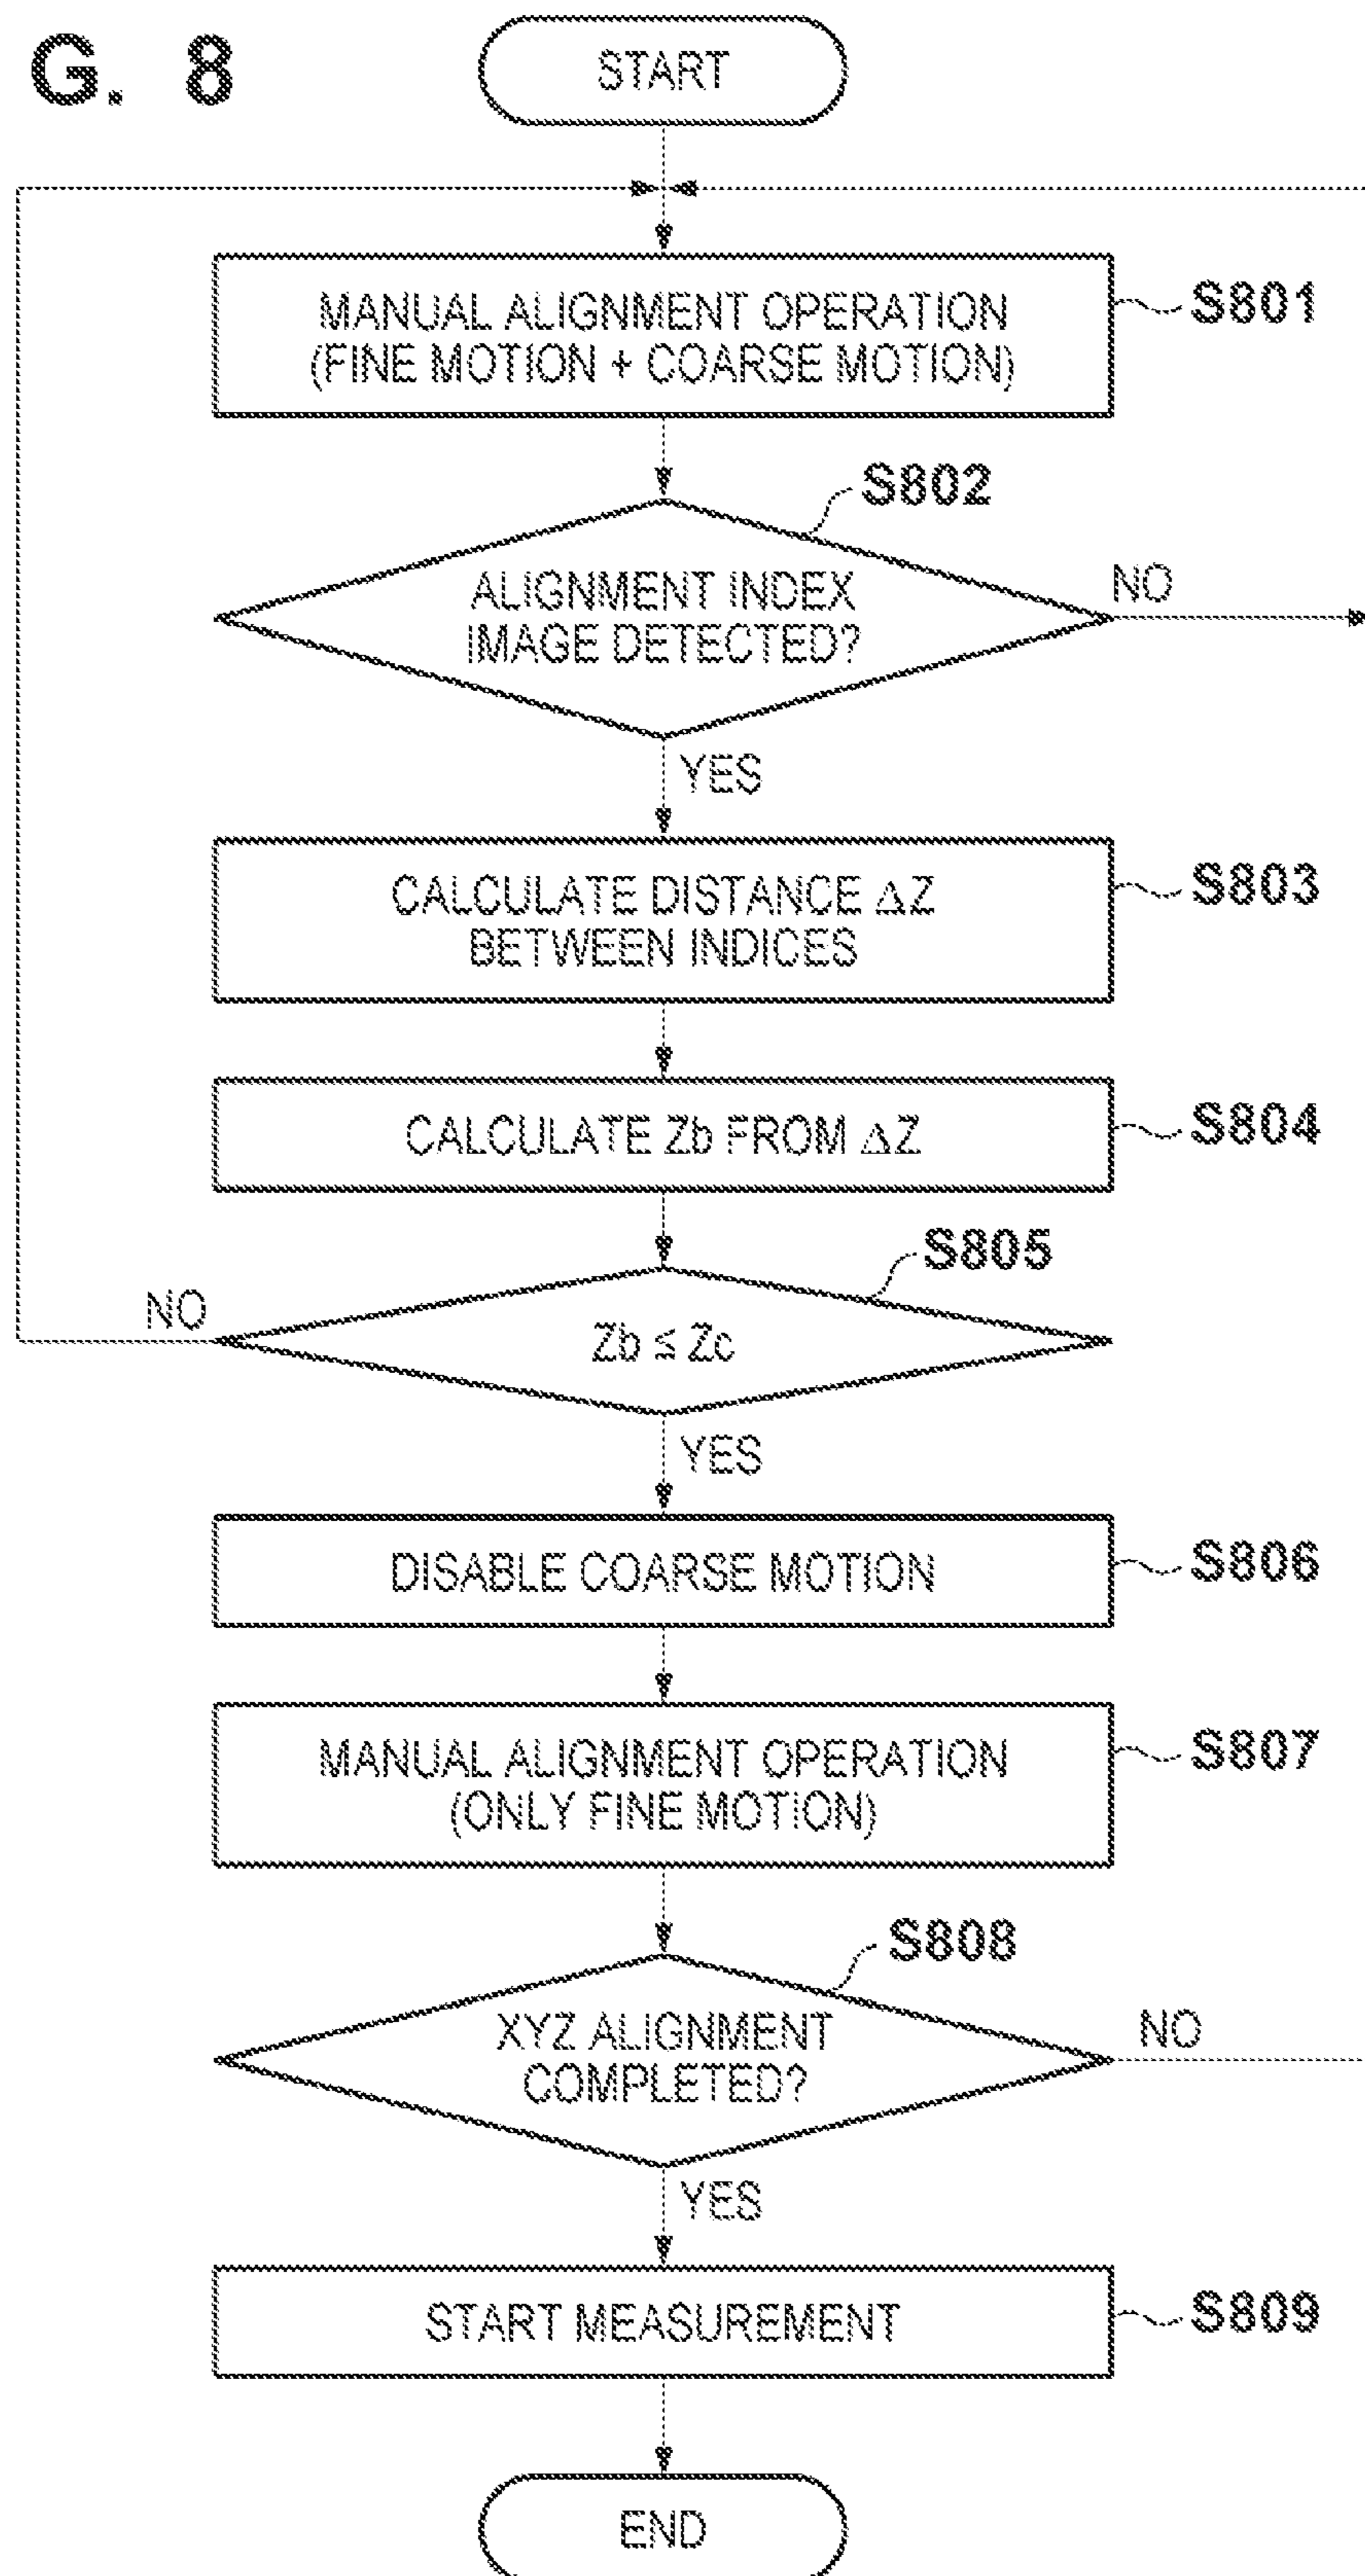 G. 8
START
MANUAL ALIGNMENT OPERATION
(FINE MOTION + COARSE MOTION)
S801
S802
ALIGNMENT INDEX
IMAGE DETECTED?
NO
YES
CALCULATE DISTANCE ΔZ
BETWEEN INDICES
S803
CALCULATE Zb FROM ΔZ
S804
S805
NO
Zb ≤ Zc
YES
DISABLE COARSE MOTION
S806
MANUAL ALIGNMENT OPERATION
(ONLY FINE MOTION)
S807
S808
XYZ ALIGNMENT
COMPLETED?
NO
YES
START MEASUREMENT
S809
END